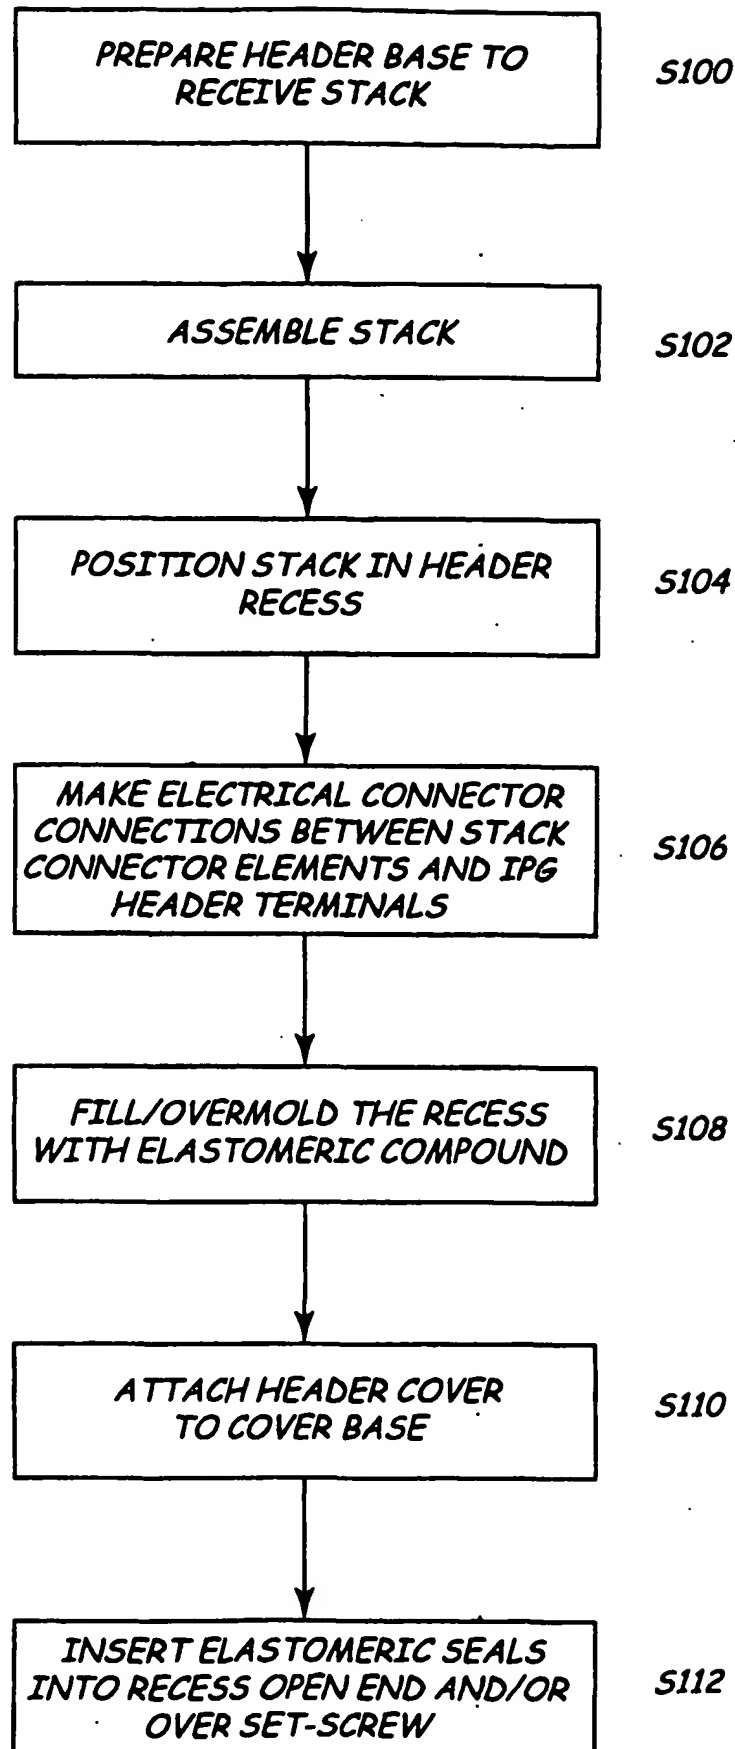 PREPARE HEADER BASE TO
RECEIVE STACK
S100
ASSEMBLE STACK
S102
POSITION STACK IN HEADER
RECESS
S104
MAKE ELECTRICAL CONNECTOR
CONNECTIONS BETWEEN STACK
CONNECTOR ELEMENTS AND IPG
HEADER TERMINALS
S106
FILL/OVERMOLD THE RECESS
WITH ELASTOMERIC COMPOUND
S108
ATTACH HEADER COVER
TO COVER BASE
S110
INSERT ELASTOMERIC SEALS
INTO RECESS OPEN END AND/OR
OVER SET-SCREW
S112